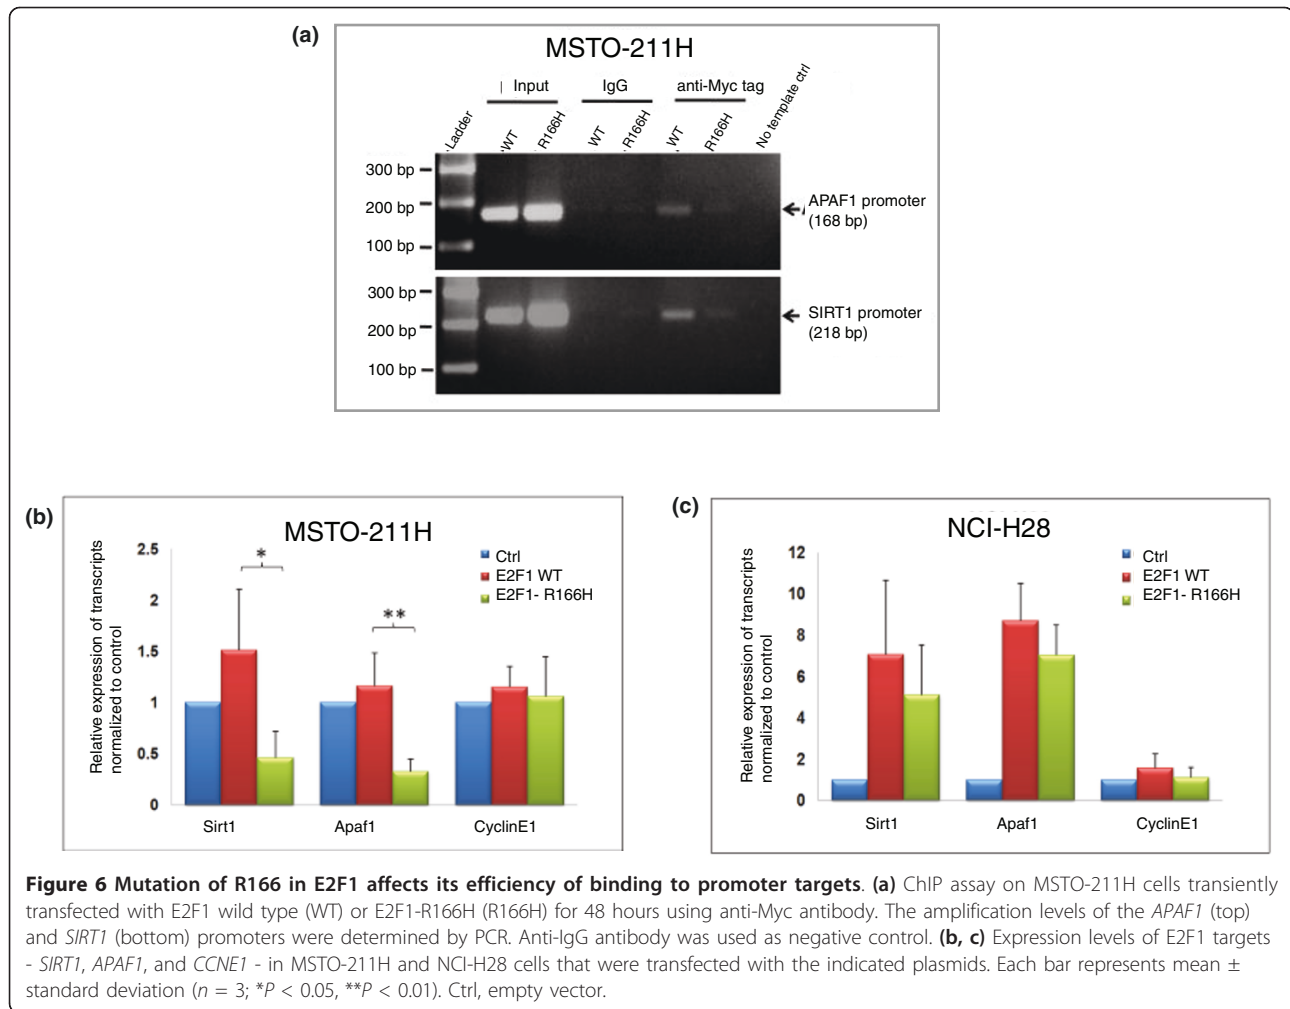 (a)
MSTO-211H
Input IgG anti-Myc tag
Ladder WT R166H WT R166H WT R166H No template ctrl
300 bp
200 bp
100 bp
APAF1 promoter
(168 bp)
300 bp
200 bp
100 bp
SIRT1 promoter
(218 bp)
(b)
MSTO-211H
Relative expression of transcripts
normalized to control
2.5
2
1.5
1
0.5
0
* **
Ctrl
E2F1 WT
E2F1- R166H
Sirt1 Apaf1 CyclinE1
(c)
NCI-H28
Relative expression of transcripts
normalized to control
12
10
8
6
4
2
0
Ctrl
E2F1 WT
E2F1- R166H
Sirt1 Apaf1 CyclinE1
Figure 6 Mutation of R166 in E2F1 affects its efficiency of binding to promoter targets. (a) ChIP assay on MSTO-211H cells transiently
transfected with E2F1 wild type (WT) or E2F1-R166H (R166H) for 48 hours using anti-Myc antibody. The amplification levels of the APAF1 (top)
and SIRT1 (bottom) promoters were determined by PCR. Anti-IgG antibody was used as negative control. (b, c) Expression levels of E2F1 targets
- SIRT1, APAF1, and CCNE1 - in MSTO-211H and NCI-H28 cells that were transfected with the indicated plasmids. Each bar represents mean ±
standard deviation (n = 3; *P < 0.05, **P < 0.01). Ctrl, empty vector.